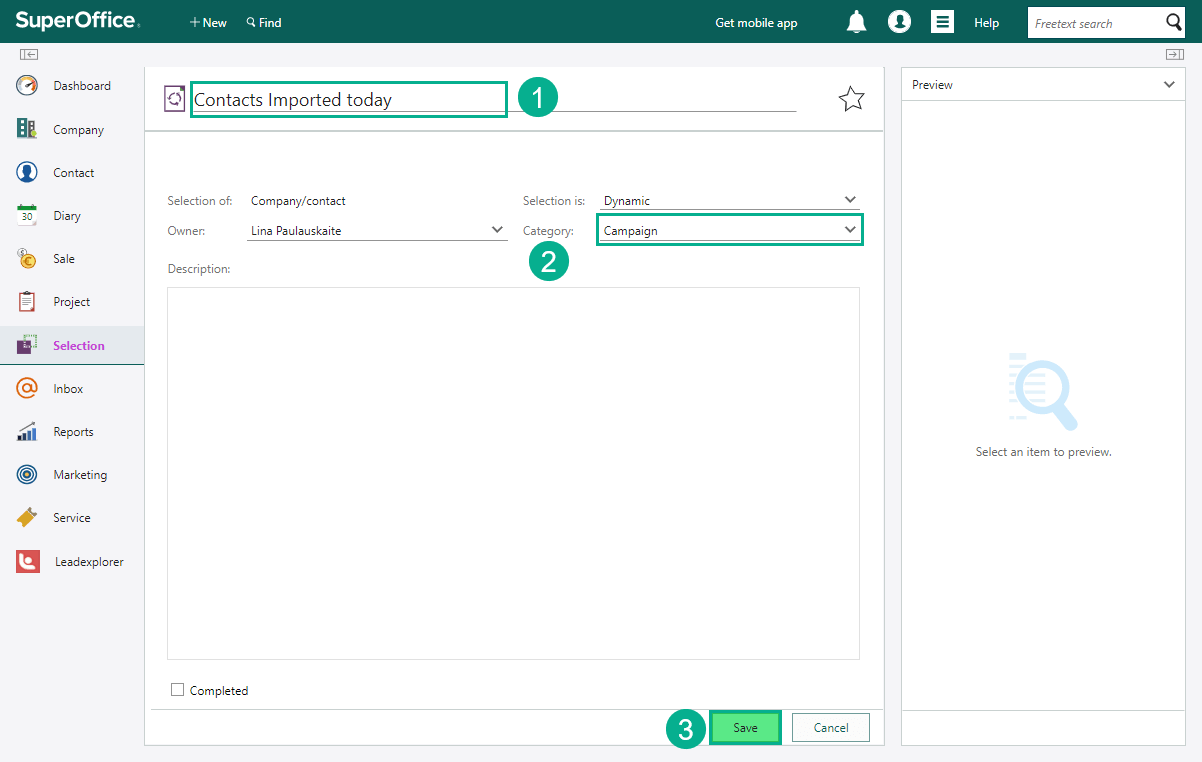 SuperOffice.
+ New
Find
Get mobile app
Help
Freetext search
Dashboard
Company
Contact
30
Diary
Sale
Project
Selection
Inbox
Reports
Marketing
Service
Leadexplorer
Contacts Imported today
1
Selection of: Company/contact
Selection is: Dynamic
Owner: Lina Paulauskaite
Category: Campaign
2
Description:
Completed
3
Save
Cancel
Preview
Select an item to preview.